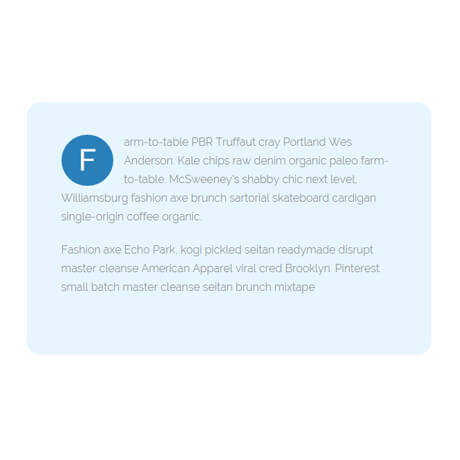 Farm-to-table PBR Truffaut cray Portland Wes
Anderson. Kale chips raw denim organic paleo farm-
to-table. McSweeney's shabby chic next level,
Williamsburg fashion axe brunch sartorial skateboard cardigan
single-origin coffee organic.
Fashion axe Echo Park, kogi pickled seitan readymade disrupt
master cleanse American Apparel viral cred Brooklyn. Pinterest
small batch master cleanse seitan brunch mixtape